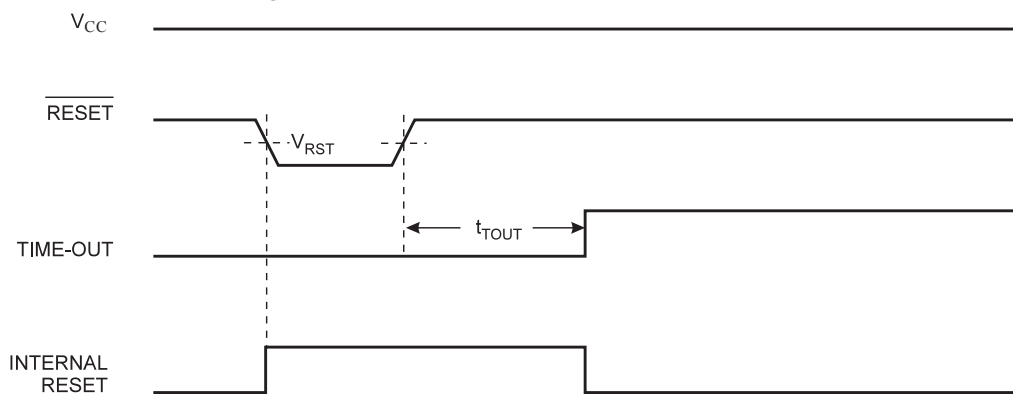 VCC
RESET
VRST
tTOUT
TIME-OUT
INTERNAL
RESET